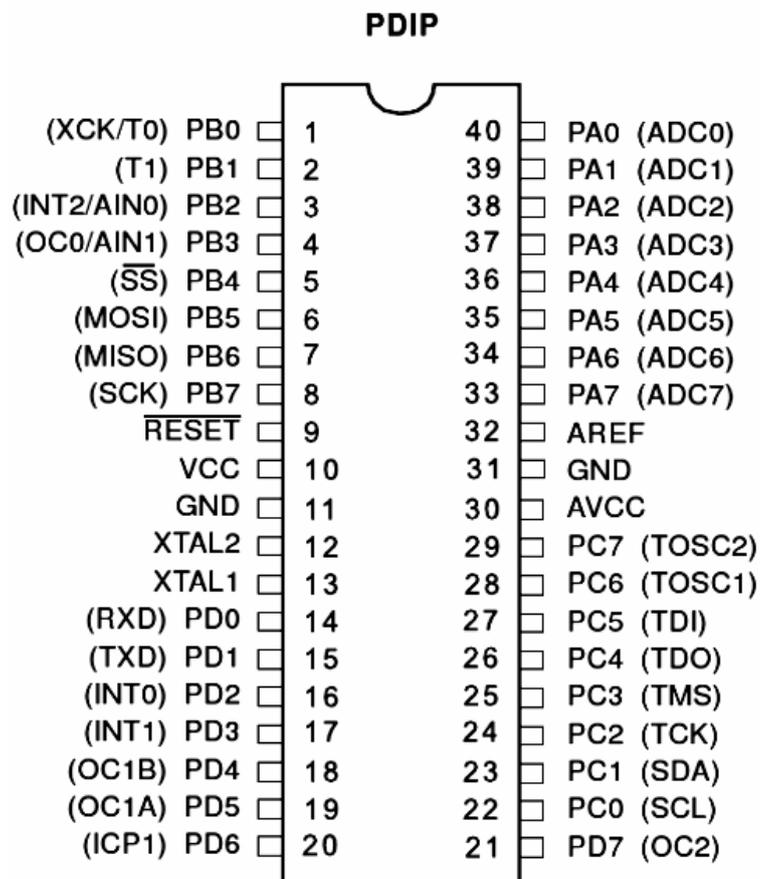 PDIP
(XCK/T0) PB0 1 40 PA0 (ADC0)
(T1) PB1 2 39 PA1 (ADC1)
(INT2/AIN0) PB2 3 38 PA2 (ADC2)
(OC0/AIN1) PB3 4 37 PA3 (ADC3)
(S̅S̅) PB4 5 36 PA4 (ADC4)
(MOSI) PB5 6 35 PA5 (ADC5)
(MISO) PB6 7 34 PA6 (ADC6)
(SCK) PB7 8 33 PA7 (ADC7)
R̅E̅S̅E̅T̅ 9 32 AREF
VCC 10 31 GND
GND 11 30 AVCC
XTAL2 12 29 PC7 (TOSC2)
XTAL1 13 28 PC6 (TOSC1)
(RXD) PD0 14 27 PC5 (TDI)
(TXD) PD1 15 26 PC4 (TDO)
(INT0) PD2 16 25 PC3 (TMS)
(INT1) PD3 17 24 PC2 (TCK)
(OC1B) PD4 18 23 PC1 (SDA)
(OC1A) PD5 19 22 PC0 (SCL)
(ICP1) PD6 20 21 PD7 (OC2)